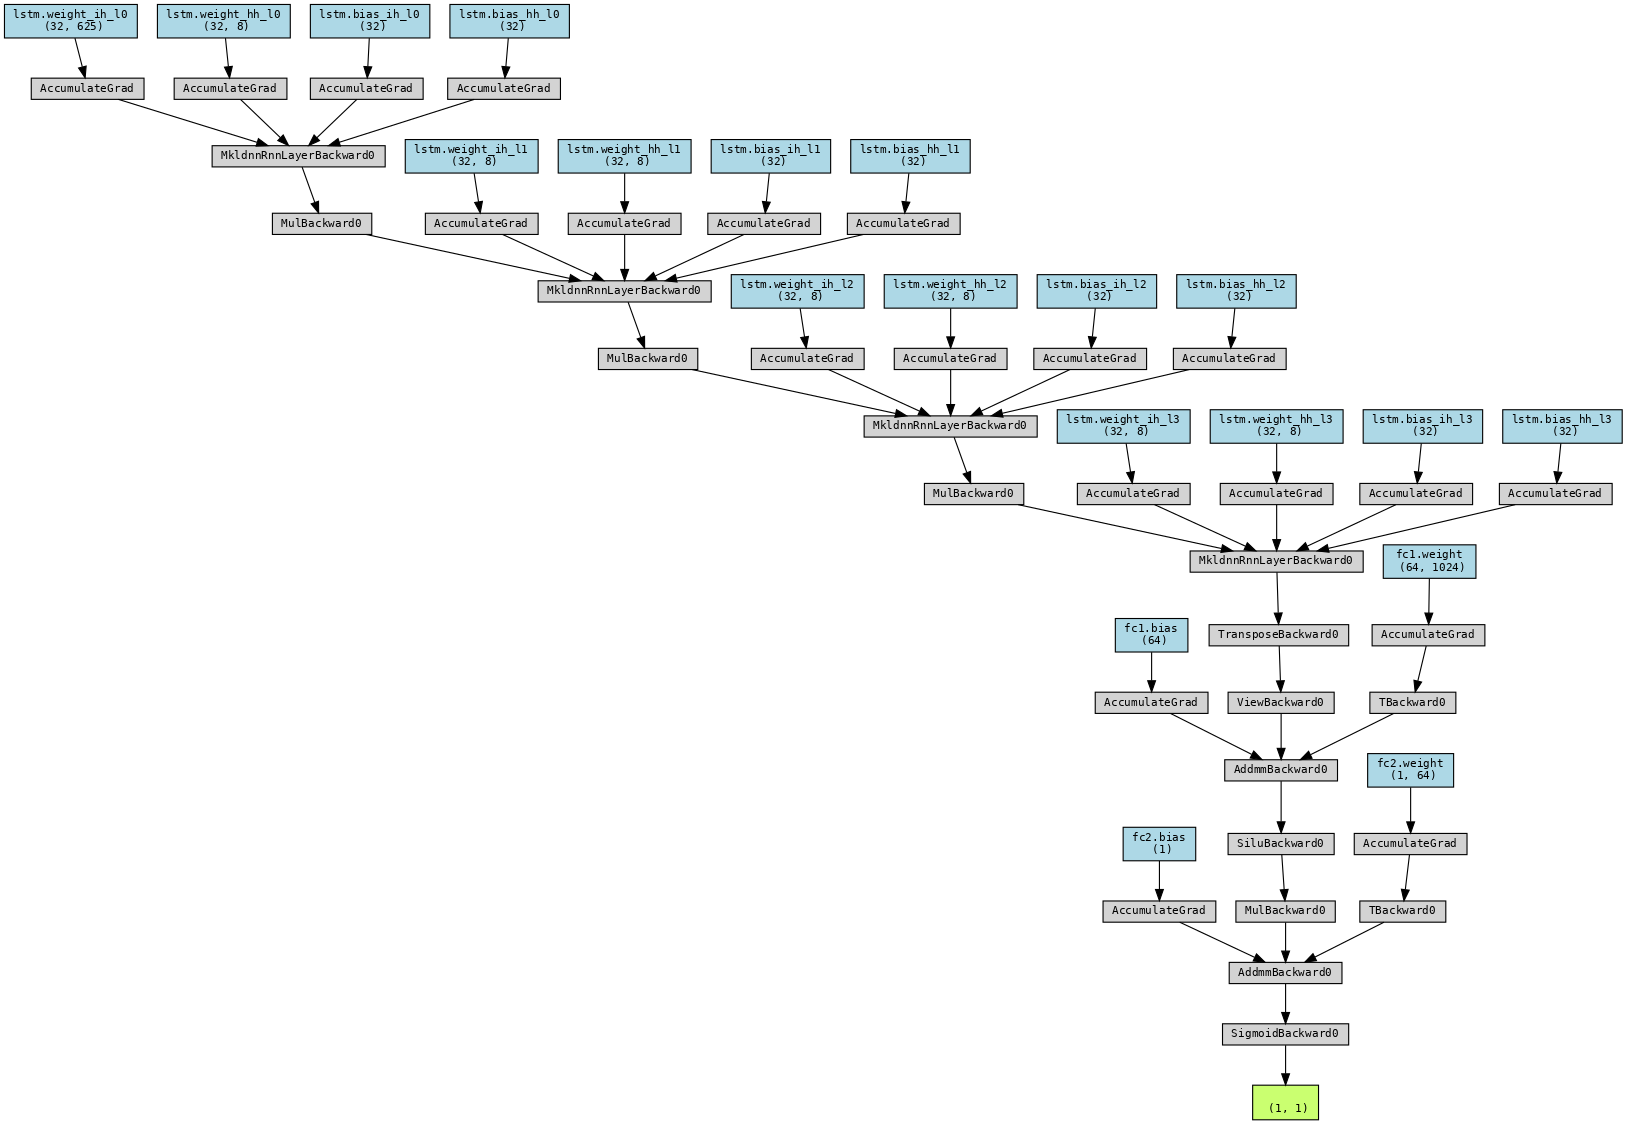 lstm.weight_ih_l0
(32, 625)
lstm.weight_hh_l0
(32, 8)
lstm.bias_ih_l0
(32)
lstm.bias_hh_l0
(32)
AccumulateGrad
AccumulateGrad
AccumulateGrad
AccumulateGrad
MkldnnRnnLayerBackward0
lstm.weight_ih_l1
(32, 8)
lstm.weight_hh_l1
(32, 8)
lstm.bias_ih_l1
(32)
lstm.bias_hh_l1
(32)
MulBackward0
AccumulateGrad
AccumulateGrad
AccumulateGrad
AccumulateGrad
MkldnnRnnLayerBackward0
lstm.weight_ih_l2
(32, 8)
lstm.weight_hh_l2
(32, 8)
lstm.bias_ih_l2
(32)
lstm.bias_hh_l2
(32)
MulBackward0
AccumulateGrad
AccumulateGrad
AccumulateGrad
AccumulateGrad
MkldnnRnnLayerBackward0
lstm.weight_ih_l3
(32, 8)
lstm.weight_hh_l3
(32, 8)
lstm.bias_ih_l3
(32)
lstm.bias_hh_l3
(32)
MulBackward0
AccumulateGrad
AccumulateGrad
AccumulateGrad
AccumulateGrad
MkldnnRnnLayerBackward0
fc1.weight
(64, 1024)
fc1.bias
(64)
TransposeBackward0
AccumulateGrad
AccumulateGrad
ViewBackward0
TBackward0
AddmmBackward0
fc2.weight
(1, 64)
fc2.bias
(1)
SiluBackward0
AccumulateGrad
AccumulateGrad
MulBackward0
TBackward0
AddmmBackward0
SigmoidBackward0
(1, 1)